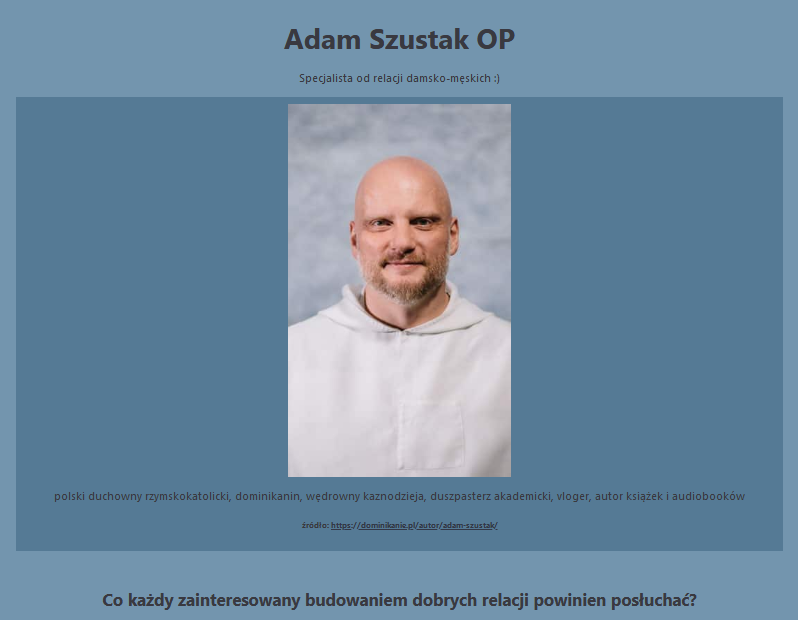 Adam Szustak OP
Specjalista od relacji damsko-męskich :)
polski duchowny rzymskokatolicki, dominikanin, wędrowny kaznodzieja, duszpasterz akademicki, vloger, autor książek i audiobooków
źródło: https://dominikanie.pl/autor/adam-szustak/
Co każdy zainteresowany budowaniem dobrych relacji powinien posłuchać?